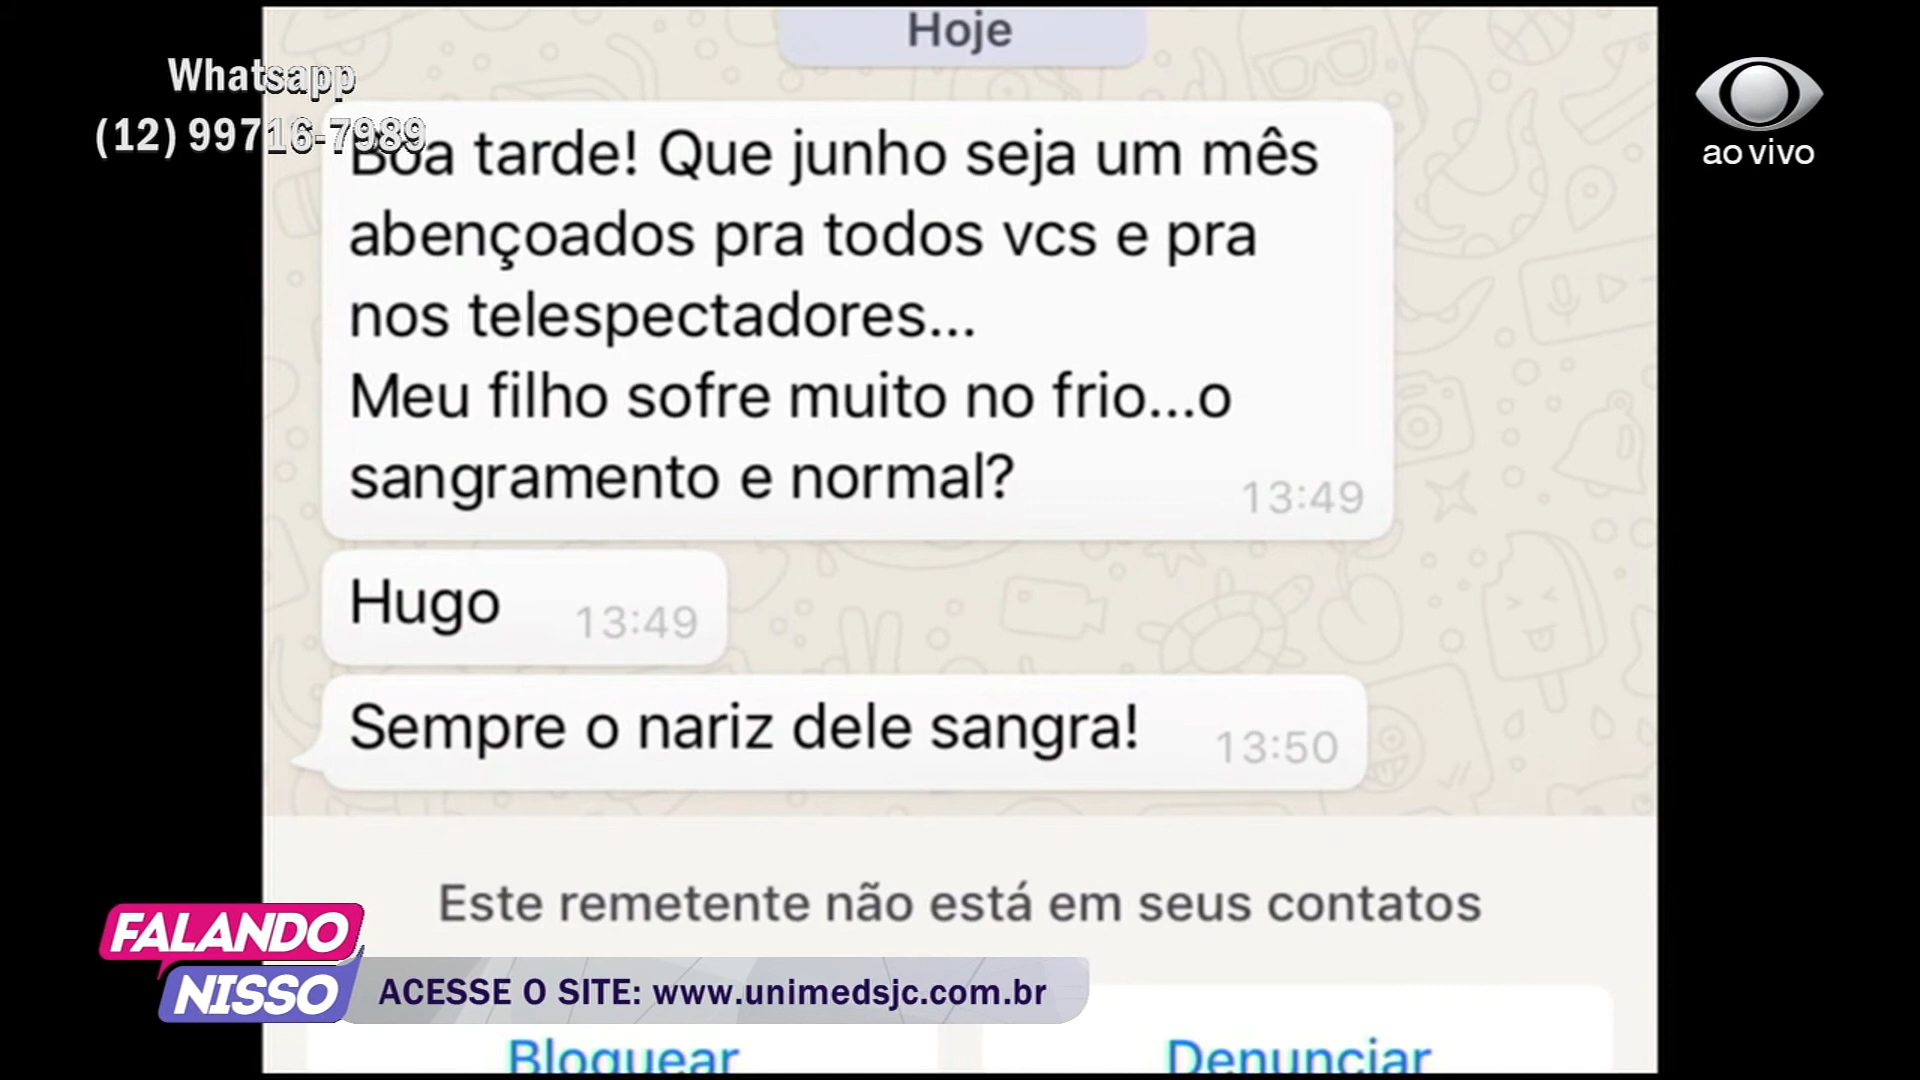 Hoje
Whatsapp
(12) 99716-7989
ao vivo
Boa tarde! Que junho seja um mês
abençoados pra todos vcs e pra
nos telespectadores...
Meu filho sofre muito no frio...o
sangramento e normal?
13:49
Hugo
13:49
Sempre o nariz dele sangra!
13:50
Este remetente não está em seus contatos
FALANDO
NISSO
ACESSE O SITE: www.unimedsjc.com.br
Bloquear
Denunciar